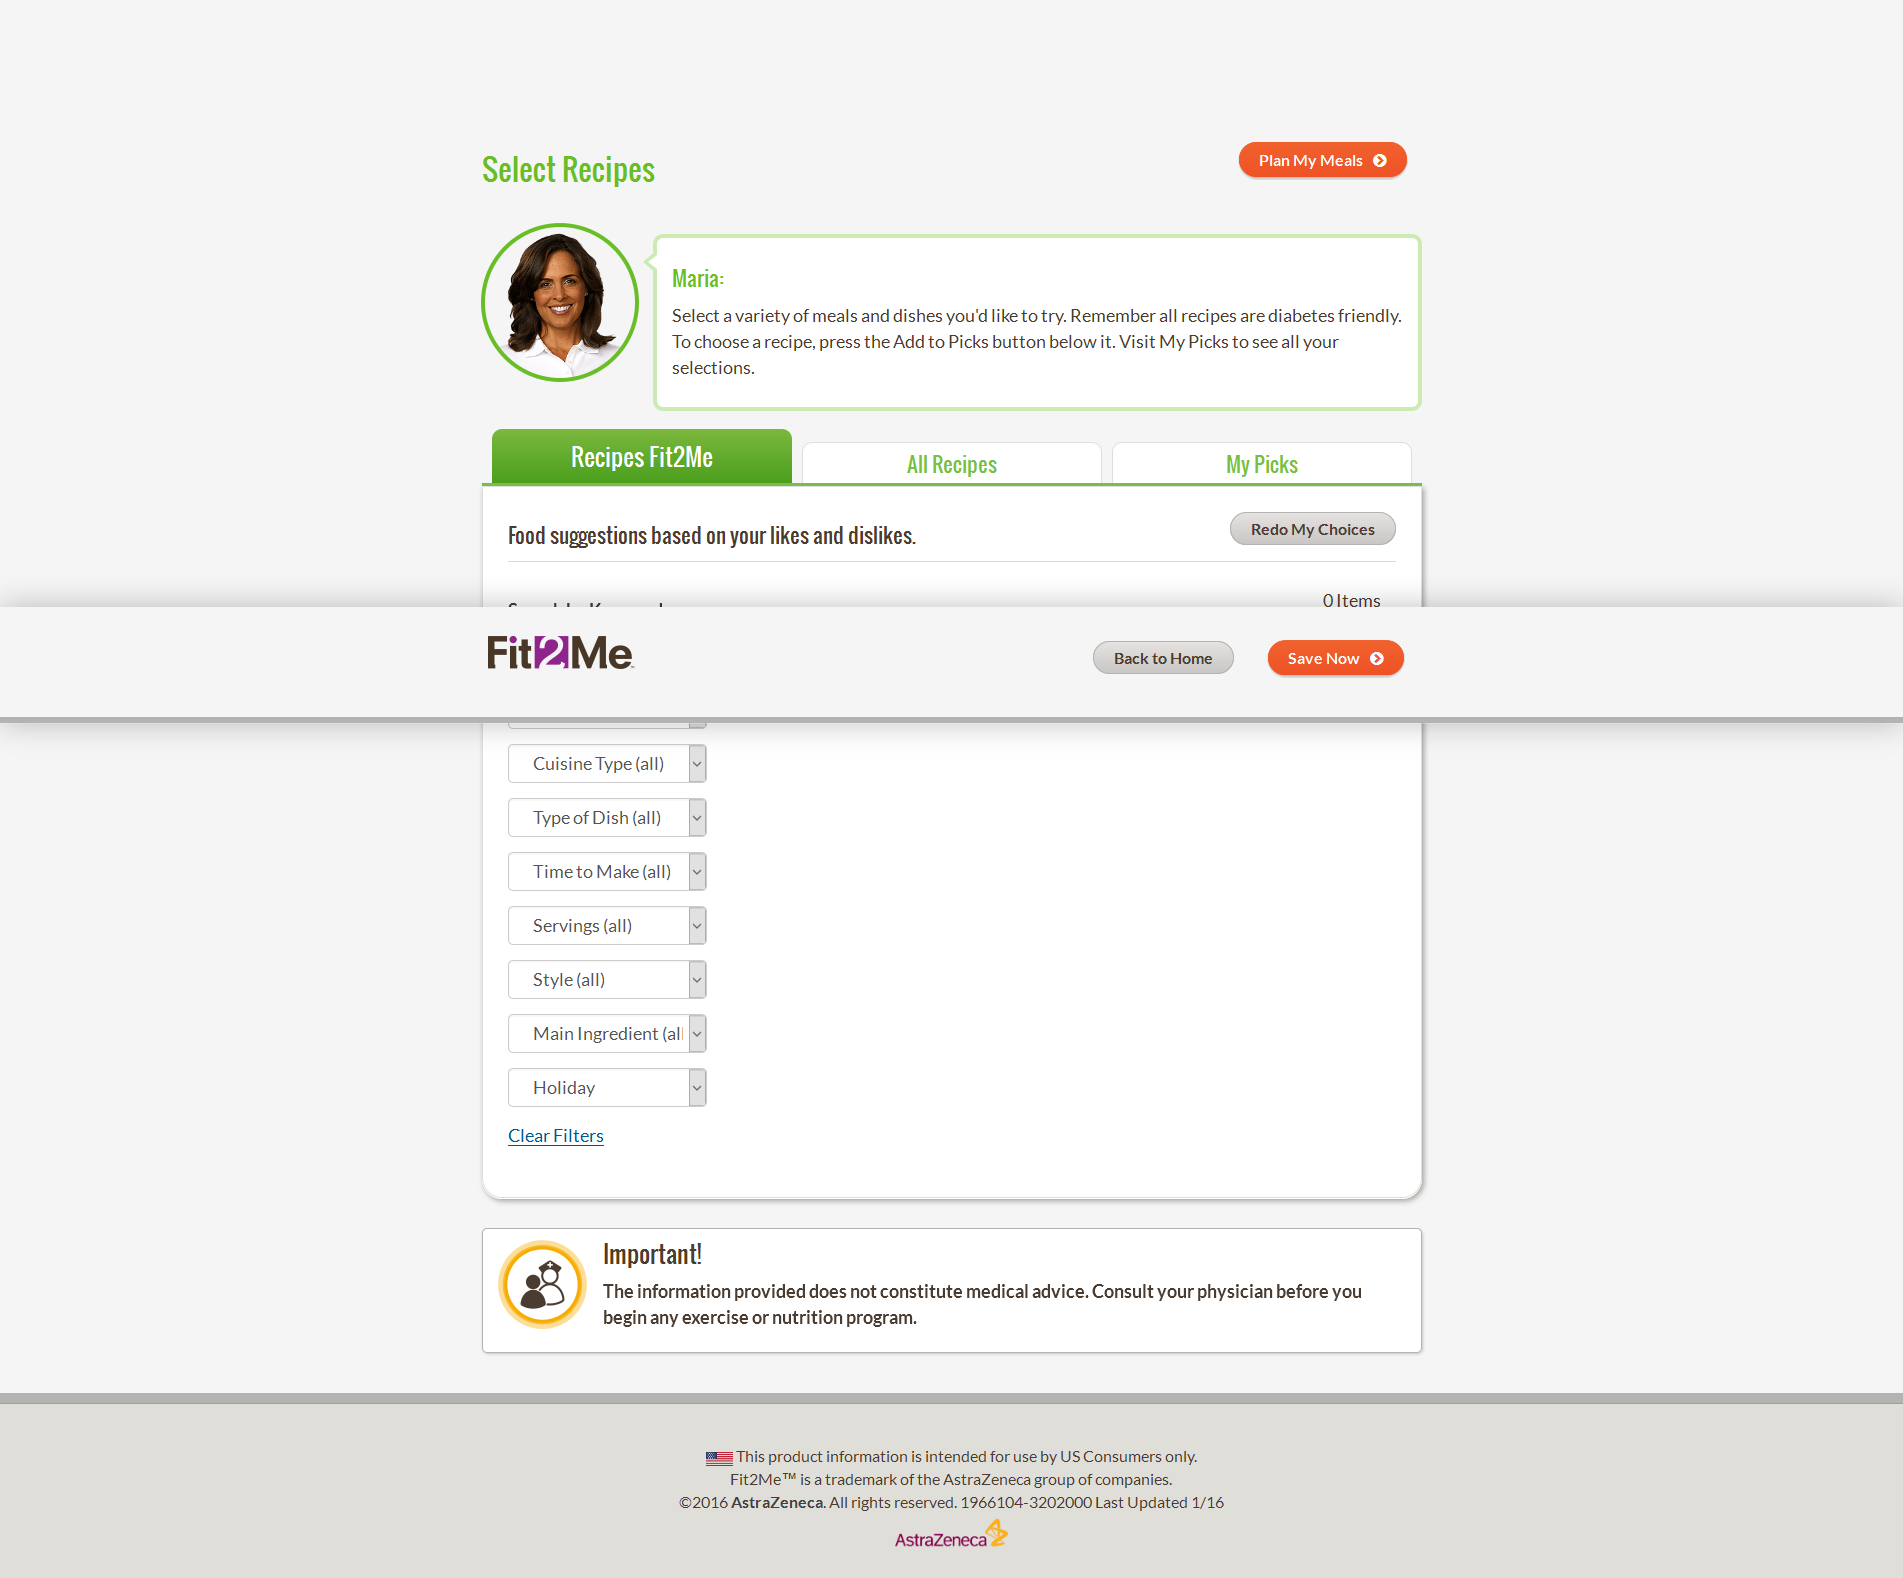 Select Recipes
Plan My Meals
Maria:
Select a variety of meals and dishes you'd like to try. Remember all recipes are diabetes friendly.
To choose a recipe, press the Add to Picks button below it. Visit My Picks to see all your
selections.
Recipes Fit2Me
All Recipes
My Picks
Food suggestions based on your likes and dislikes.
Redo My Choices
0 Items
Fit2Me
Back to Home
Save Now
Cuisine Type (all)
Type of Dish (all)
Time to Make (all)
Servings (all)
Style (all)
Main Ingredient (al
Holiday
Clear Filters
Important!
The information provided does not constitute medical advice. Consult your physician before you
begin any exercise or nutrition program.
This product information is intended for use by US Consumers only.
Fit2Me™ is a trademark of the AstraZeneca group of companies.
©2016 AstraZeneca. All rights reserved. 1966104-3202000 Last Updated 1/16
AstraZeneca